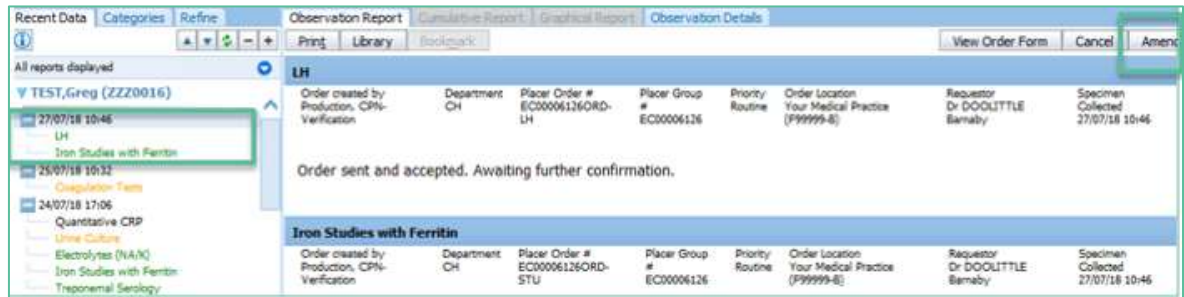 Recent Data Categories Refine
All reports displayed
TEST,Greg (ZZZ0016)
27/07/18 10:46
LH
Iron Studies with Ferritin
25/07/18 10:32
Coagulation Tests
24/07/18 17:06
Quantitative CRP
Urine Culture
Electrolytes (NA/K)
Iron Studies with Ferritin
Treponemal Serology
Observation Report Cumulative Report Graphical Report Observation Details
Print Library Bookmark View Order Form Cancel Amend
LH
Order created by Department Placer Order # Placer Group Priority Order Location Requestor Specimen
Production, CPN- CH EC00006126ORD- # Routine Your Medical Practice Dr DOOLITTLE Collected
Verification LH EC00006126 (F99999-8) Barnaby 27/07/18 10:46
Order sent and accepted. Awaiting further confirmation.
Iron Studies with Ferritin
Order created by Department Placer Order # Placer Group Priority Order Location Requestor Specimen
Production, CPN- CH EC00006126ORD- # Routine Your Medical Practice Dr DOOLITTLE Collected
Verification STU EC00006126 (F99999-8) Barnaby 27/07/18 10:46